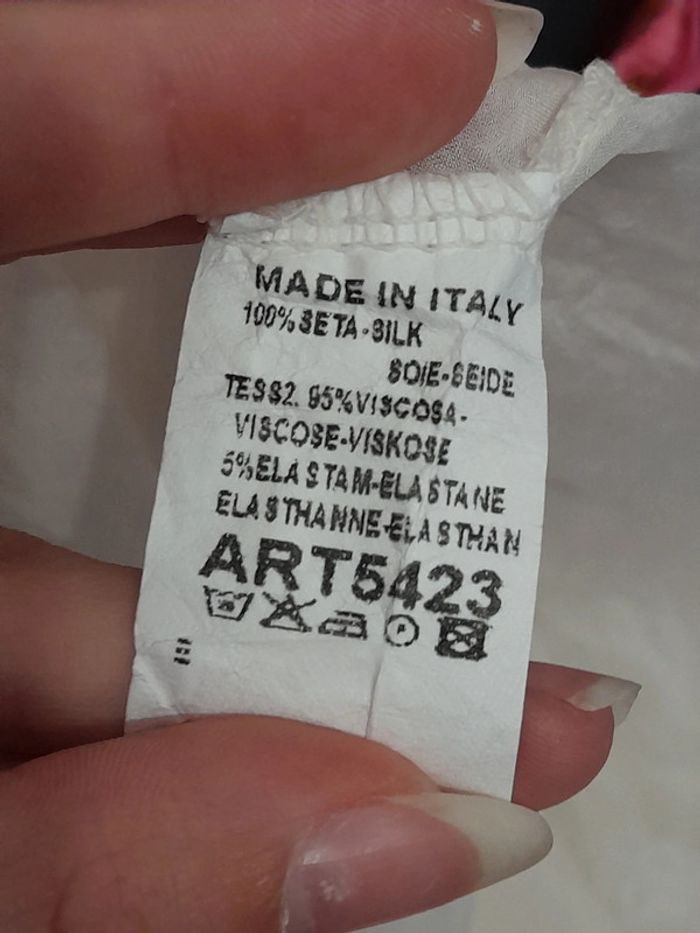 MADE IN ITALY
100% SETA-SILK
SOIE-SEIDE
TESS2. 95% VISCOSA-
VISCOSE-VISKOSE
5% ELASTAM-ELASTANE
ELASTHANNE-ELASTHAN
ART5423
P